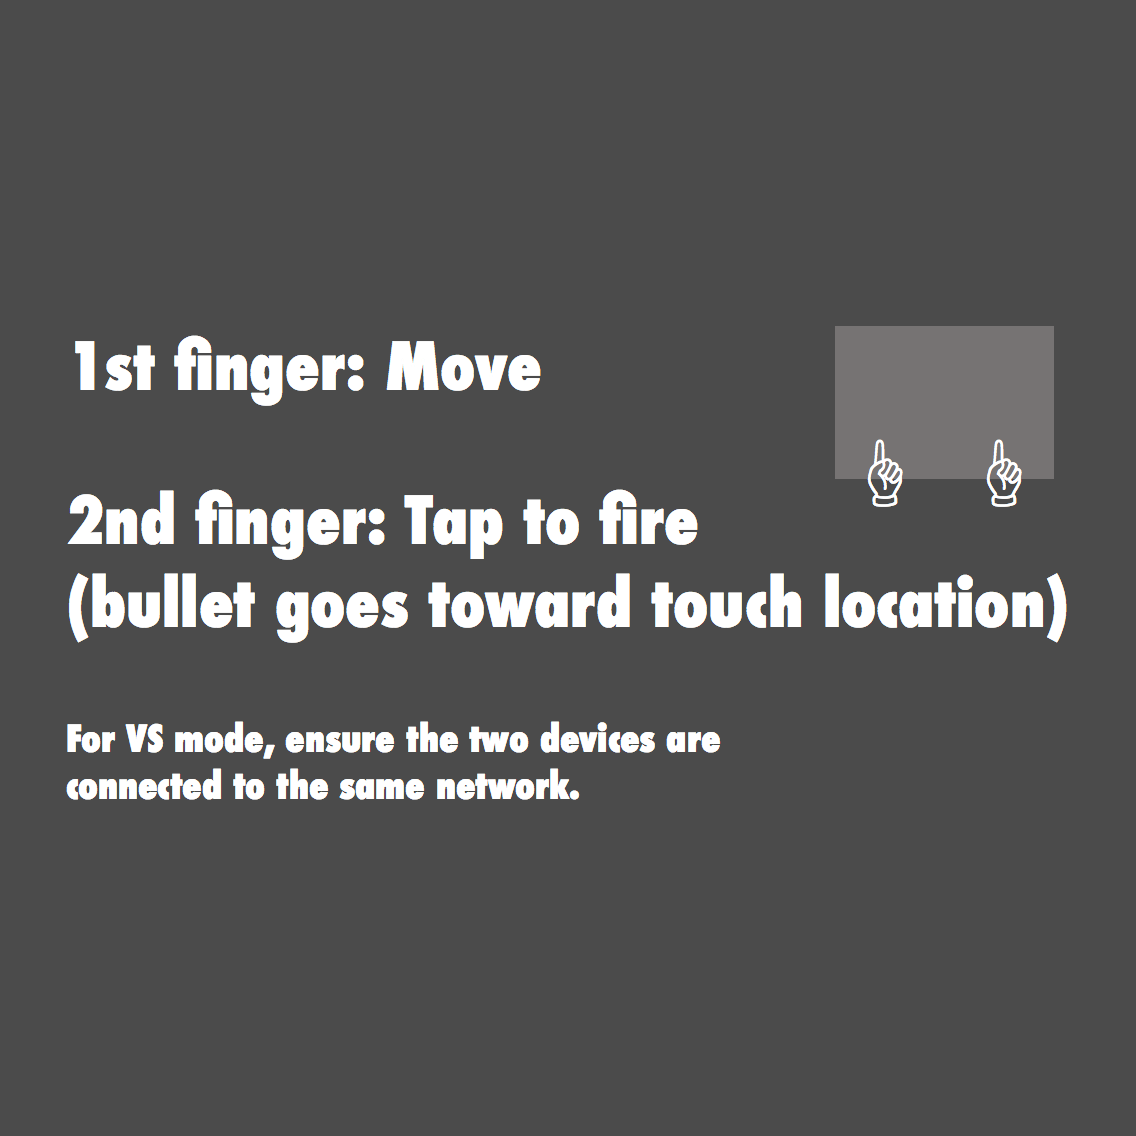 1st finger: Move
2nd finger: Tap to fire
(bullet goes toward touch location)
For VS mode, ensure the two devices are
connected to the same network.